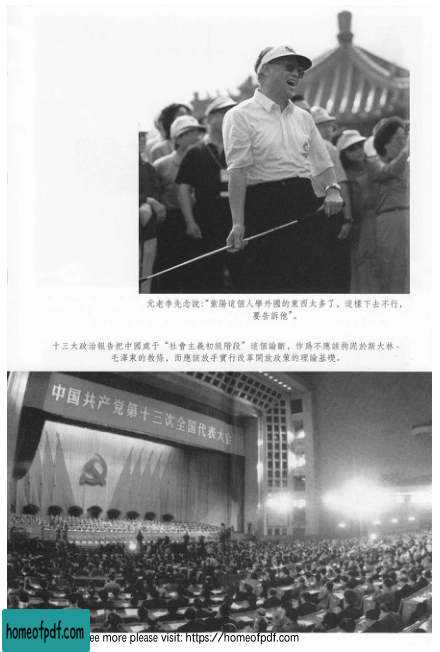 元老李先念說:“紫陽這個人學外國的東西太多了，這樣下去不行，
要告訴他”。
十三大政治報告把中國處于“社會主義初級階段”這個論斷，作爲不應該拘泥於斯大林、
毛澤東的教條，而應該放手實行改革開放政策的理論基礎。
中国共产党第十三次全国代表大会
homeofpdf.com
ee more please visit: https://homeofpdf.com